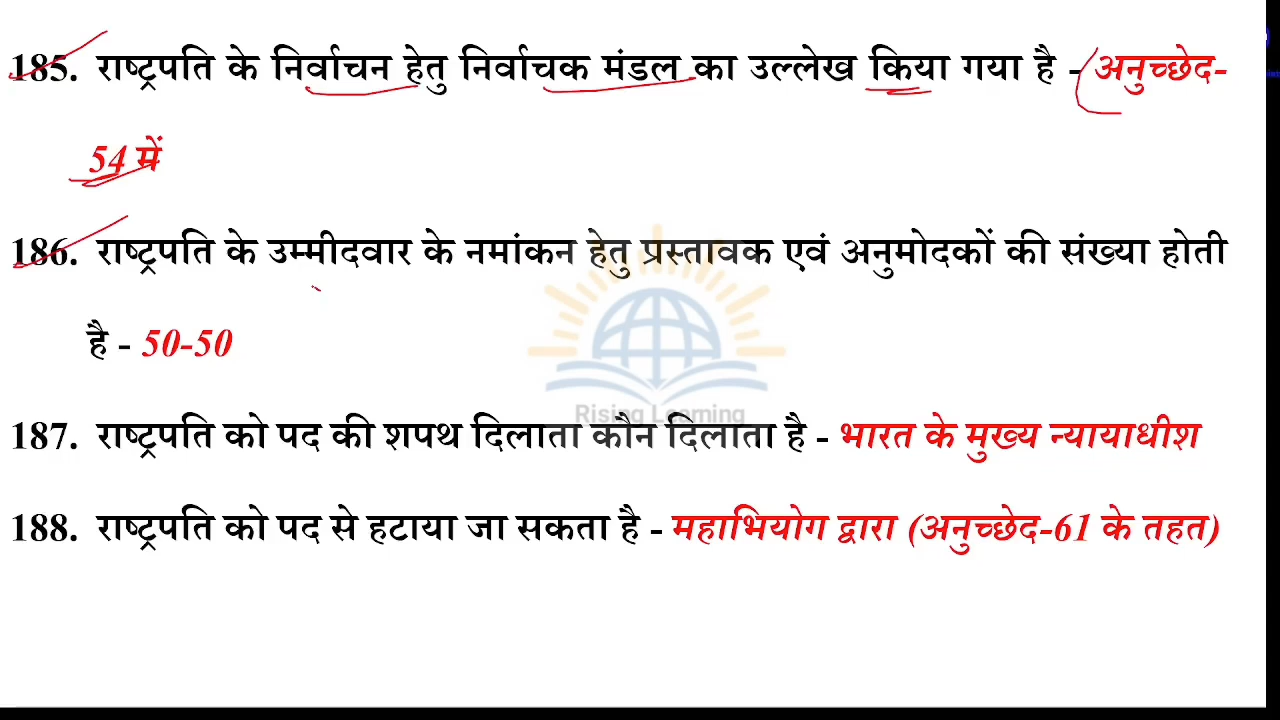 185. राष्ट्रपति के निर्वाचन हेतु निर्वाचक मंडल का उल्लेख किया गया है - अनुच्छेद-
54 में
186. राष्ट्रपति के उम्मीदवार के नमांकन हेतु प्रस्तावक एवं अनुमोदकों की संख्या होती
है - 50-50
Rising Learning
187. राष्ट्रपति को पद की शपथ दिलाता कौन दिलाता है - भारत के मुख्य न्यायाधीश
188. राष्ट्रपति को पद से हटाया जा सकता है - महाभियोग द्वारा (अनुच्छेद-61 के तहत)